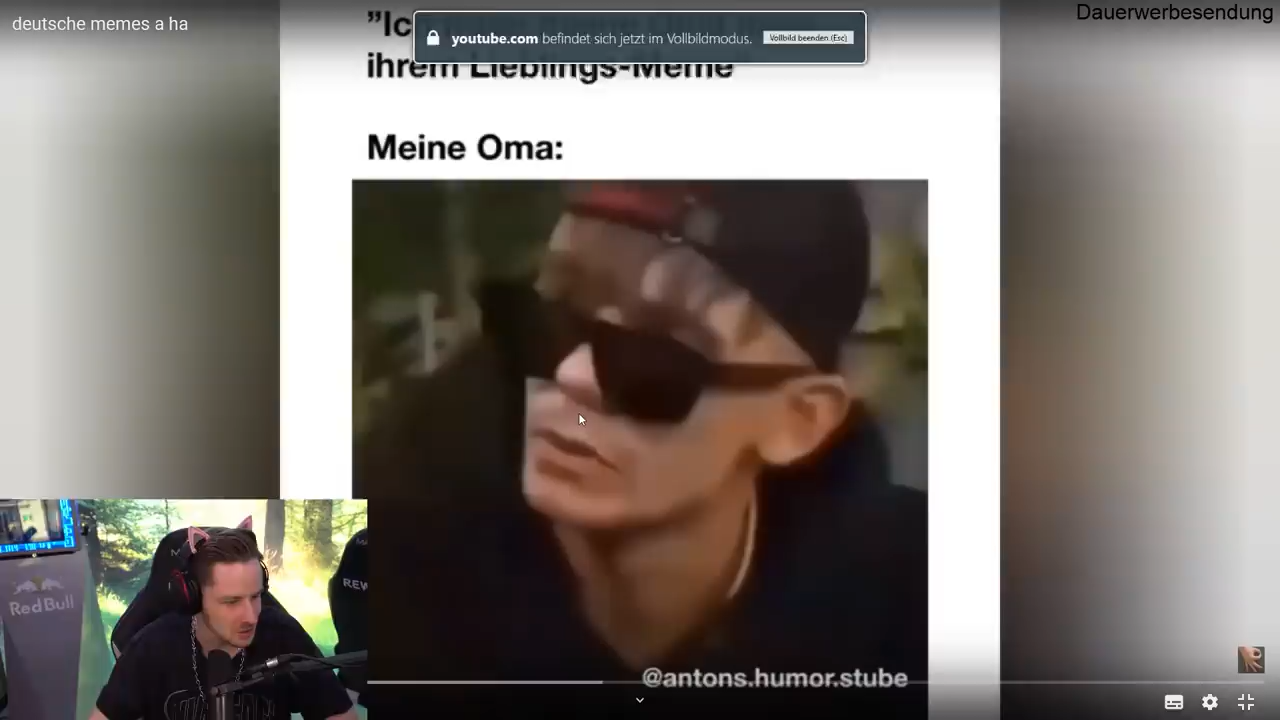 deutsche memes a ha
Dauerwerbesendung
youtube.com befindet sich jetzt im Vollbildmodus.
Vollbild beenden (Esc)
ihrem Lieblings-Meme"
Meine Oma:
RedBull
@antons.humor.stube